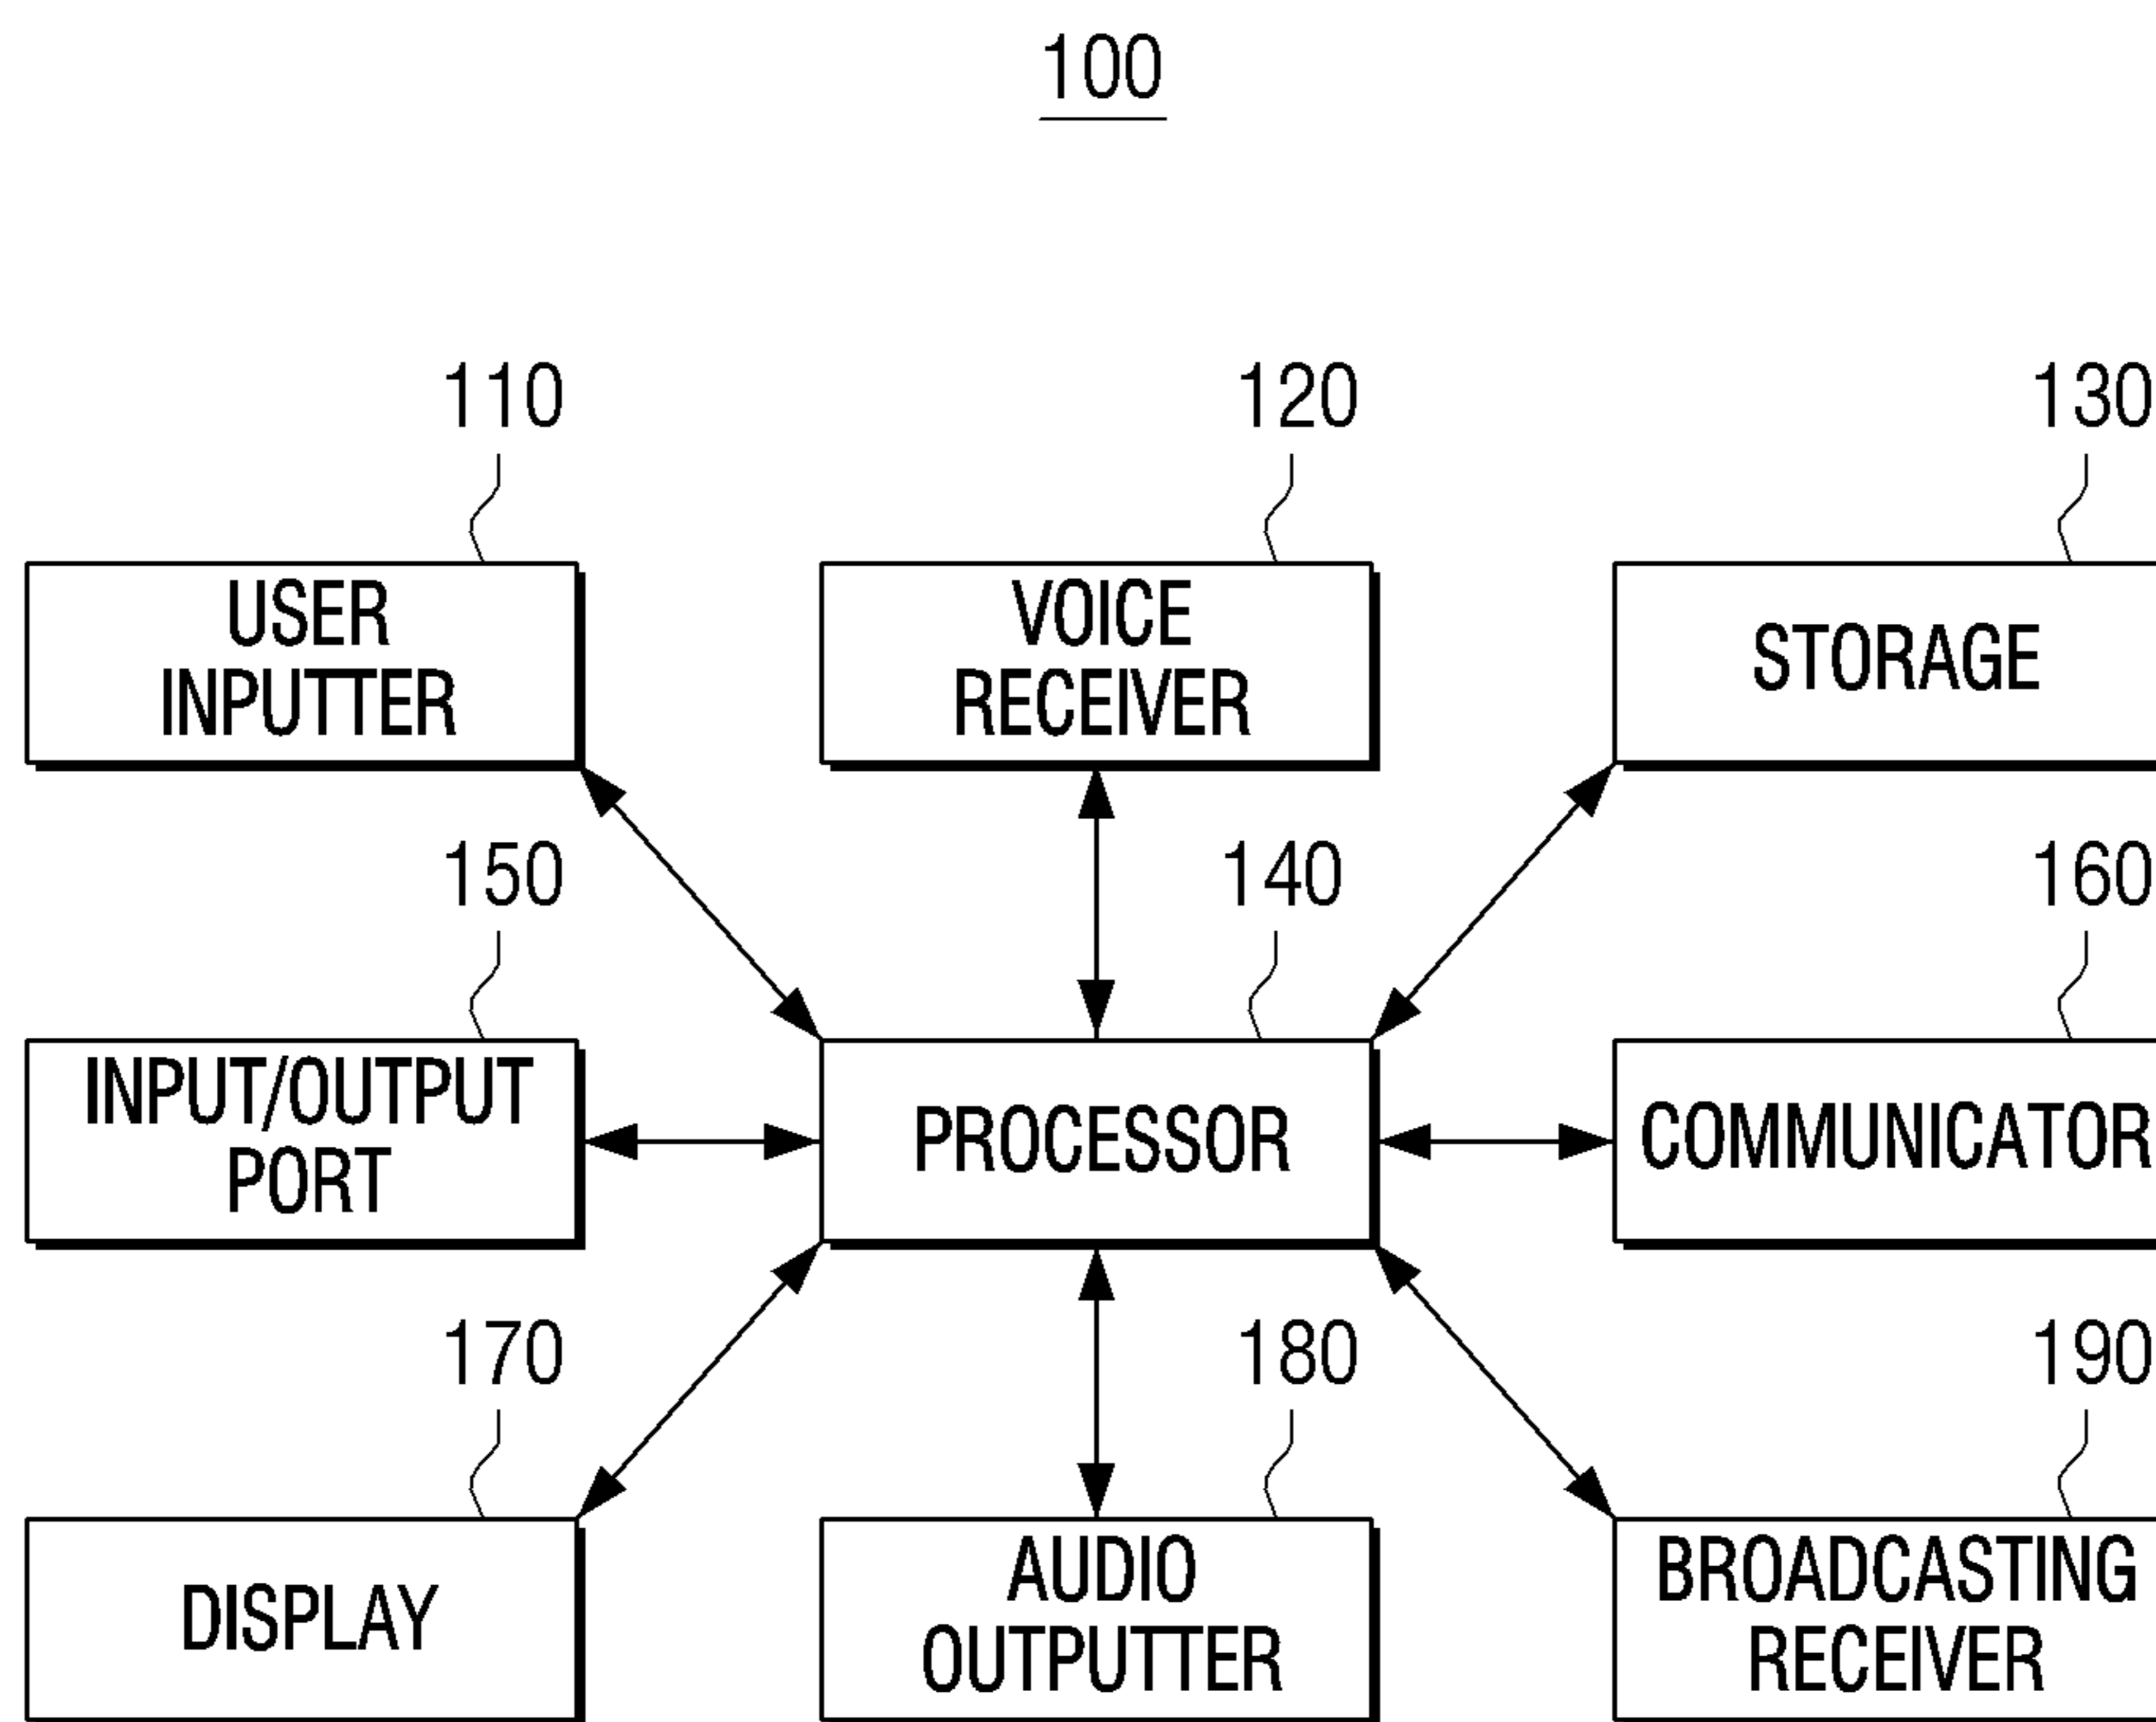 100
110
120
130
USER
INPUTTER
VOICE
RECEIVER
STORAGE
150
140
160
INPUT/OUTPUT
PORT
PROCESSOR
COMMUNICATOR
170
180
190
DISPLAY
AUDIO
OUTPUTTER
BROADCASTING
RECEIVER